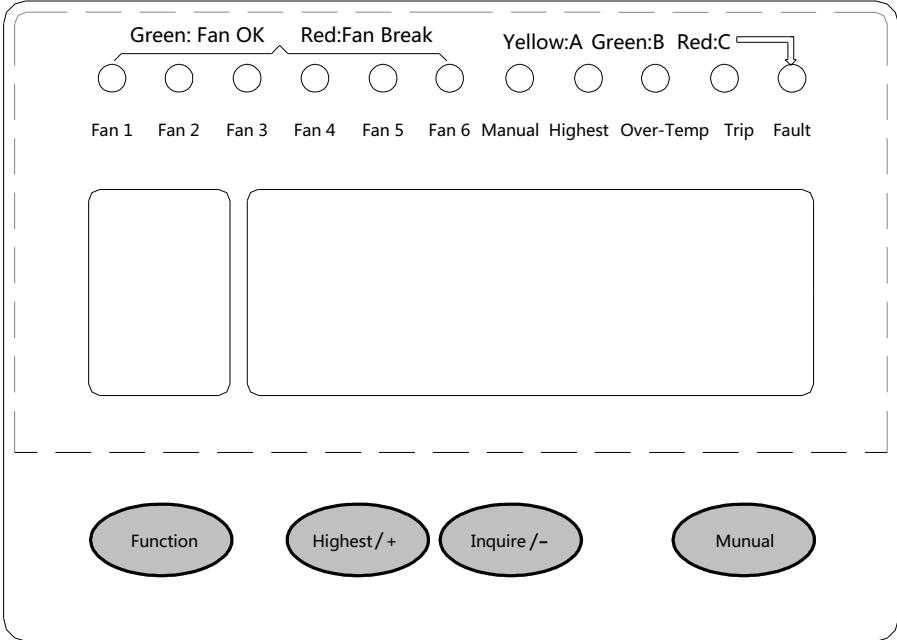 Green: Fan OK Red:Fan Break Yellow:A Green:B Red:C
Fan 1 Fan 2 Fan 3 Fan 4 Fan 5 Fan 6 Manual Highest Over-Temp Trip Fault
Function Highest/+ Inquire/- Munual